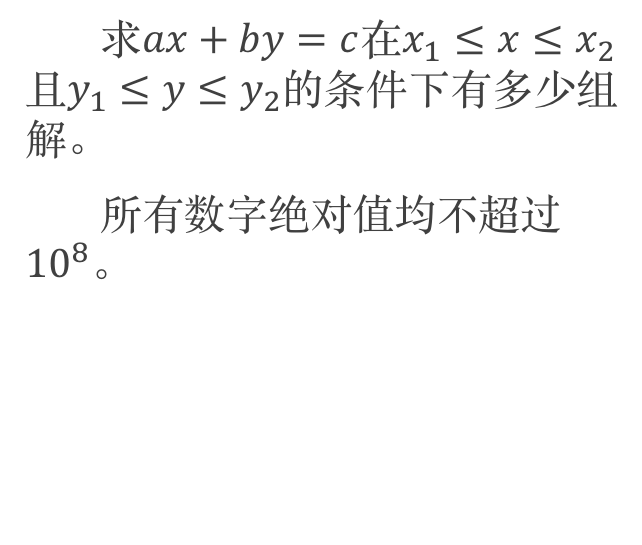 求ax + by = c在x₁ ≤ x ≤ x₂
且y₁ ≤ y ≤ y₂的条件下有多少组
解。
所有数字绝对值均不超过
10⁸。